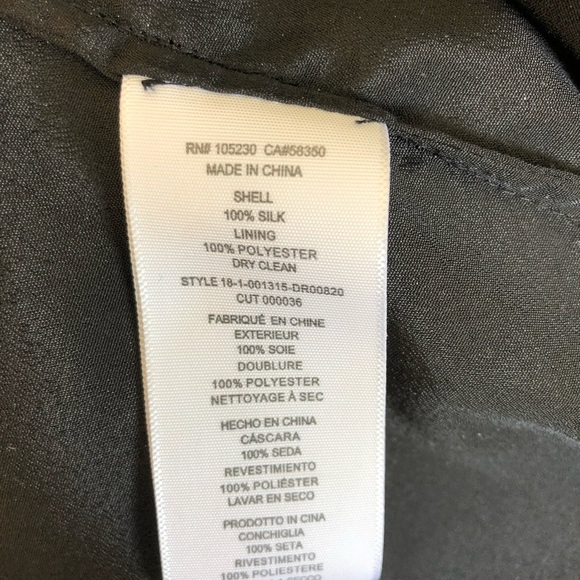 RN# 105230 CA#56350
MADE IN CHINA
SHELL
100% SILK
LINING
100% POLYESTER
DRY CLEAN
STYLE 18-1-001315-DR00820
CUT 000036
FABRIQUÉ EN CHINE
EXTERIEUR
100% SOIE
DOUBLURE
100% POLYESTER
NETTOYAGE À SEC
HECHO EN CHINA
CÁSCARA
100% SEDA
REVESTIMIENTO
100% POLIÉSTER
LAVAR EN SECO
PRODOTTO IN CINA
CONCHIGLIA
100% SETA
RIVESTIMENTO
100% POLIESTERE